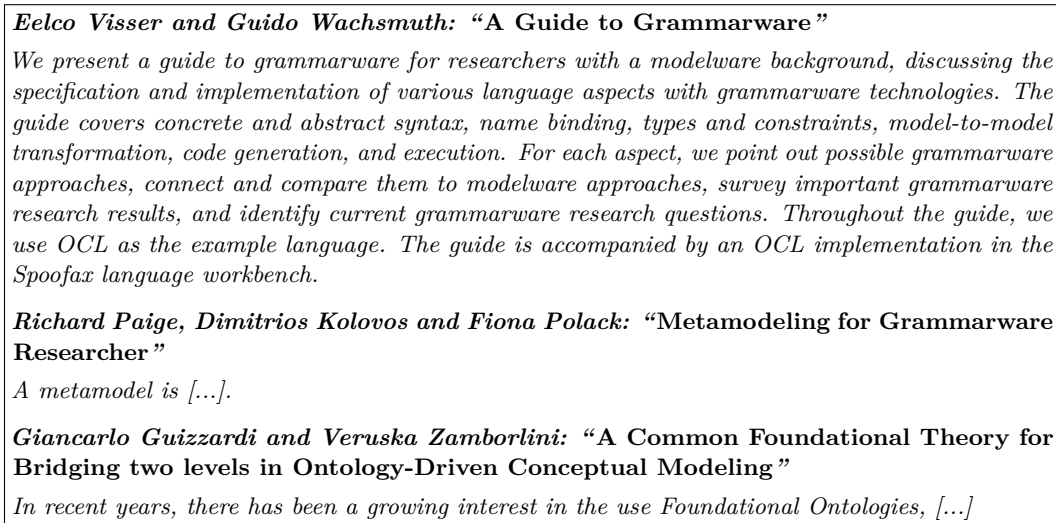 Eelco Visser and Guido Wachsmuth: “A Guide to Grammarware”
We present a guide to grammarware for researchers with a modelware background, discussing the
specification and implementation of various language aspects with grammarware technologies. The
guide covers concrete and abstract syntax, name binding, types and constraints, model-to-model
transformation, code generation, and execution. For each aspect, we point out possible grammarware
approaches, connect and compare them to modelware approaches, survey important grammarware
research results, and identify current grammarware research questions. Throughout the guide, we
use OCL as the example language. The guide is accompanied by an OCL implementation in the
Spoofax language workbench.
Richard Paige, Dimitrios Kolovos and Fiona Polack: “Metamodeling for Grammarware
Researcher”
A metamodel is [...].
Giancarlo Guizzardi and Veruska Zamborlini: “A Common Foundational Theory for
Bridging two levels in Ontology-Driven Conceptual Modeling”
In recent years, there has been a growing interest in the use Foundational Ontologies, [...]